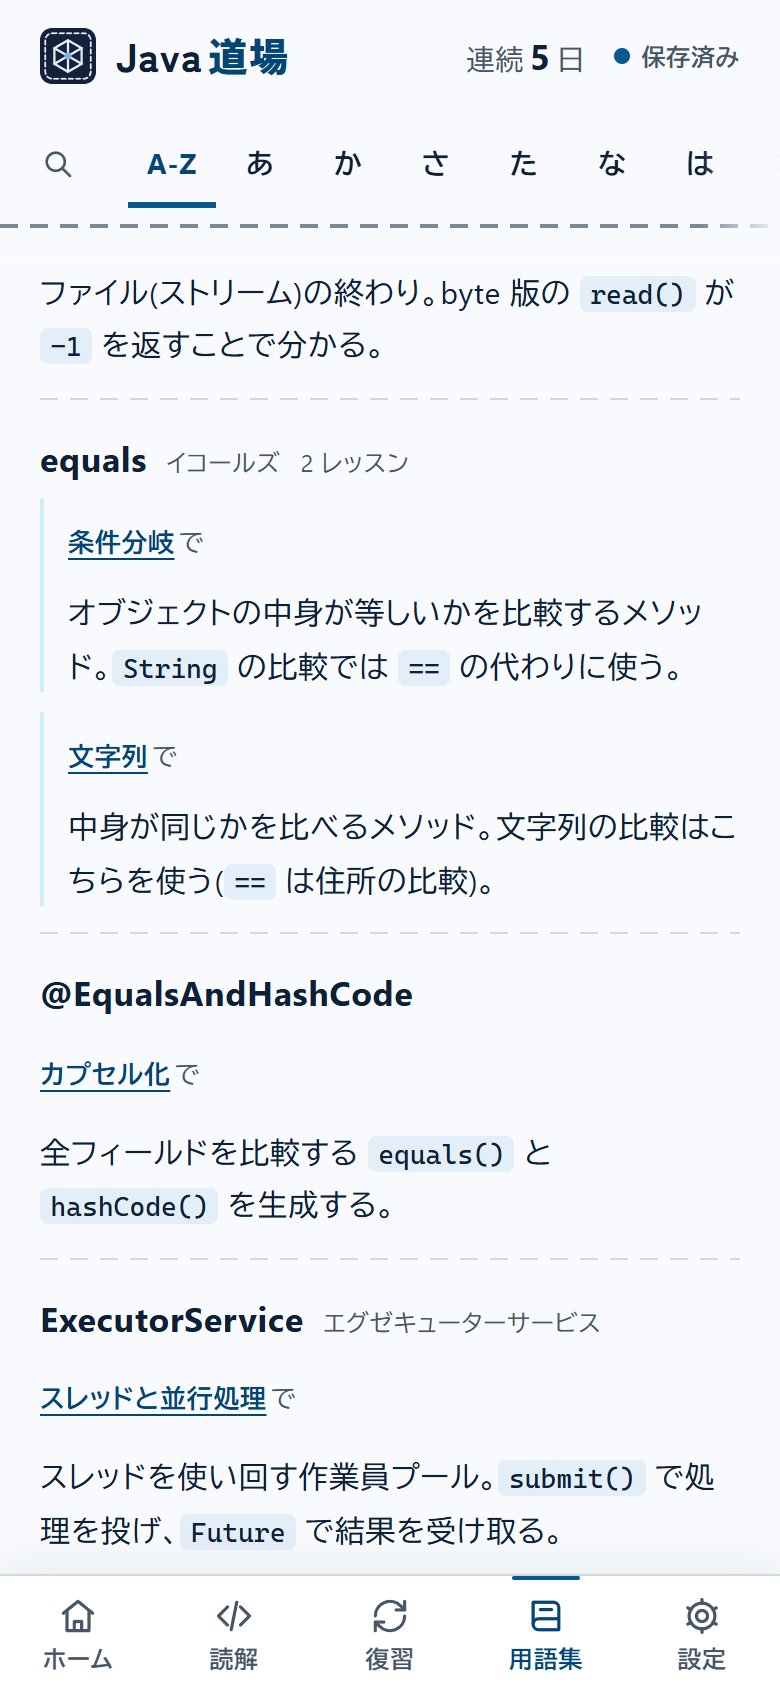 Java 道場
連続 5 日
保存済み
A-Z あ か さ た な は
ファイル(ストリーム)の終わり。byte 版の read() が
-1 を返すことで分かる。
equals イコールズ 2 レッスン
条件分岐 で
オブジェクトの中身が等しいかを比較するメソッ
ド。String の比較では == の代わりに使う。
文字列 で
中身が同じかを比べるメソッド。文字列の比較はこ
ちらを使う(== は住所の比較)。
@EqualsAndHashCode
カプセル化 で
全フィールドを比較する equals() と
hashCode() を生成する。
ExecutorService エグゼキューターサービス
スレッドと並行処理 で
スレッドを使い回す作業員プール。submit() で処
理を投げ、Future で結果を受け取る。
ホーム 読解 復習 用語集 設定